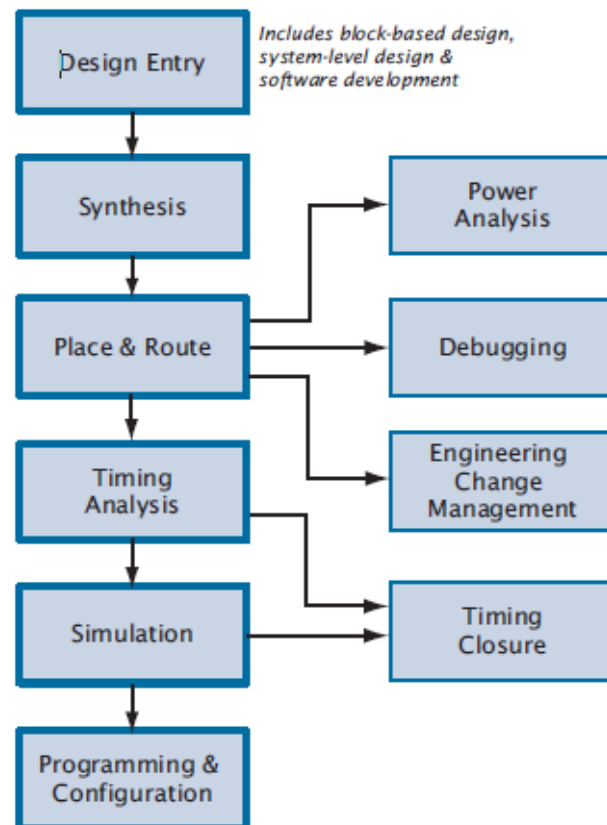 Design Entry
Includes block-based design,
system-level design &
software development
Synthesis
Power
Analysis
Place & Route
Debugging
Timing
Analysis
Engineering
Change
Management
Simulation
Timing
Closure
Programming &
Configuration